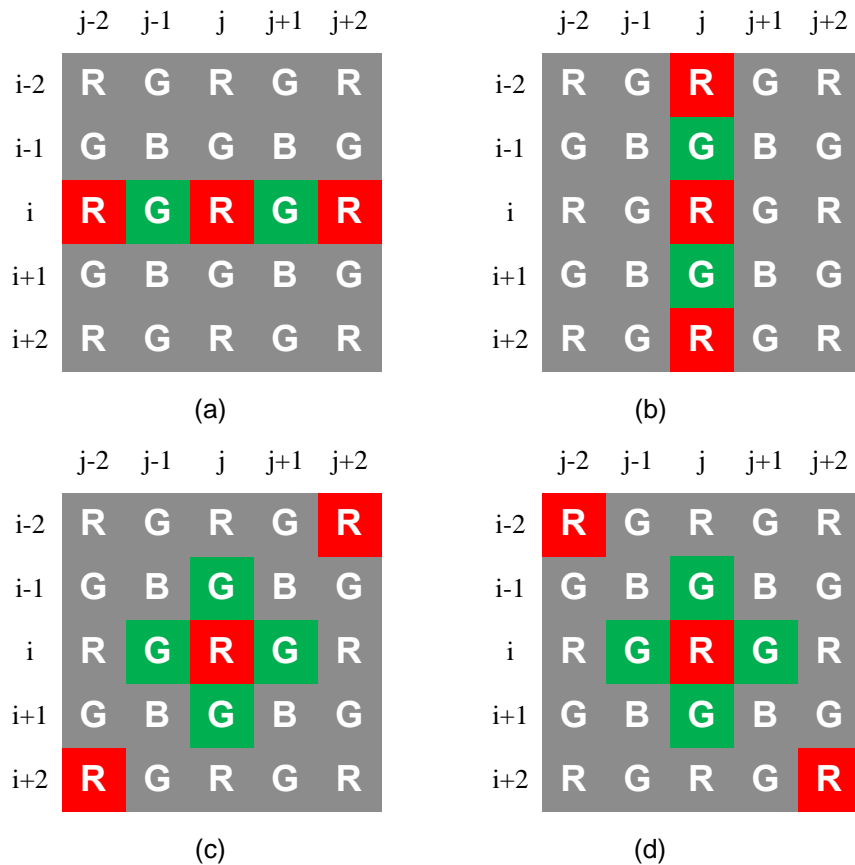 j-2 j-1 j j+1 j+2
i-2 R G R G R
i-1 G B G B G
i R G R G R
i+1 G B G B G
i+2 R G R G R
(a)
j-2 j-1 j j+1 j+2
i-2 R G R G R
i-1 G B G B G
i R G R G R
i+1 G B G B G
i+2 R G R G R
(b)
j-2 j-1 j j+1 j+2
i-2 R G R G R
i-1 G B G B G
i R G R G R
i+1 G B G B G
i+2 R G R G R
(c)
j-2 j-1 j j+1 j+2
i-2 R G R G R
i-1 G B G B G
i R G R G R
i+1 G B G B G
i+2 R G R G R
(d)